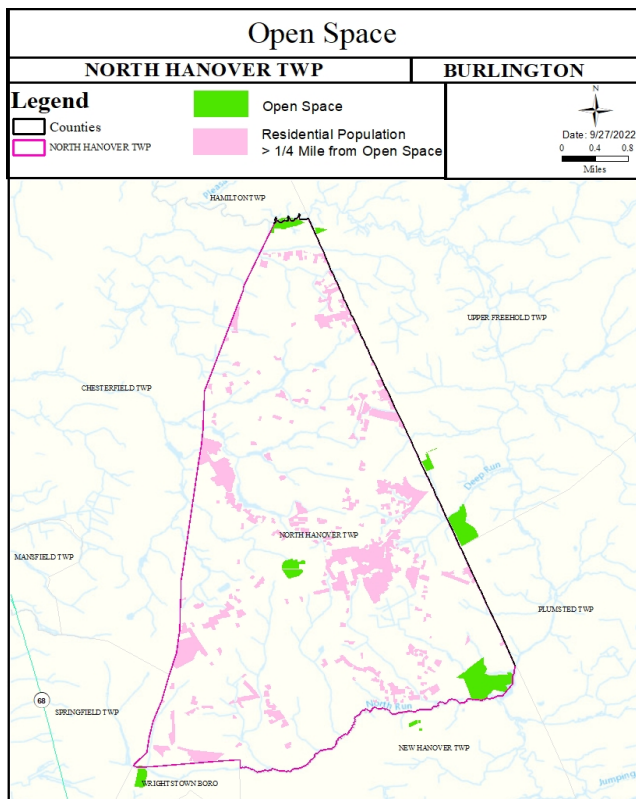 Open Space
NORTH HANOVER TWP
BURLINGTON
Legend
Counties
NORTH HANOVER TWP
Open Space
Residential Population
> 1/4 Mile from Open Space
N
Date: 9/27/2022
0 0.4 0.8
Miles
HAMILTON TWP
UPPER FREEHOLD TWP
CHESTERFIELD TWP
Deep Run
NORTH HANOVER TWP
MANSFIELD TWP
PLUMSTED TWP
68
SPRINGFIELD TWP
North Run
NEW HANOVER TWP
WRIGHTSTOWN BORO
Jumping